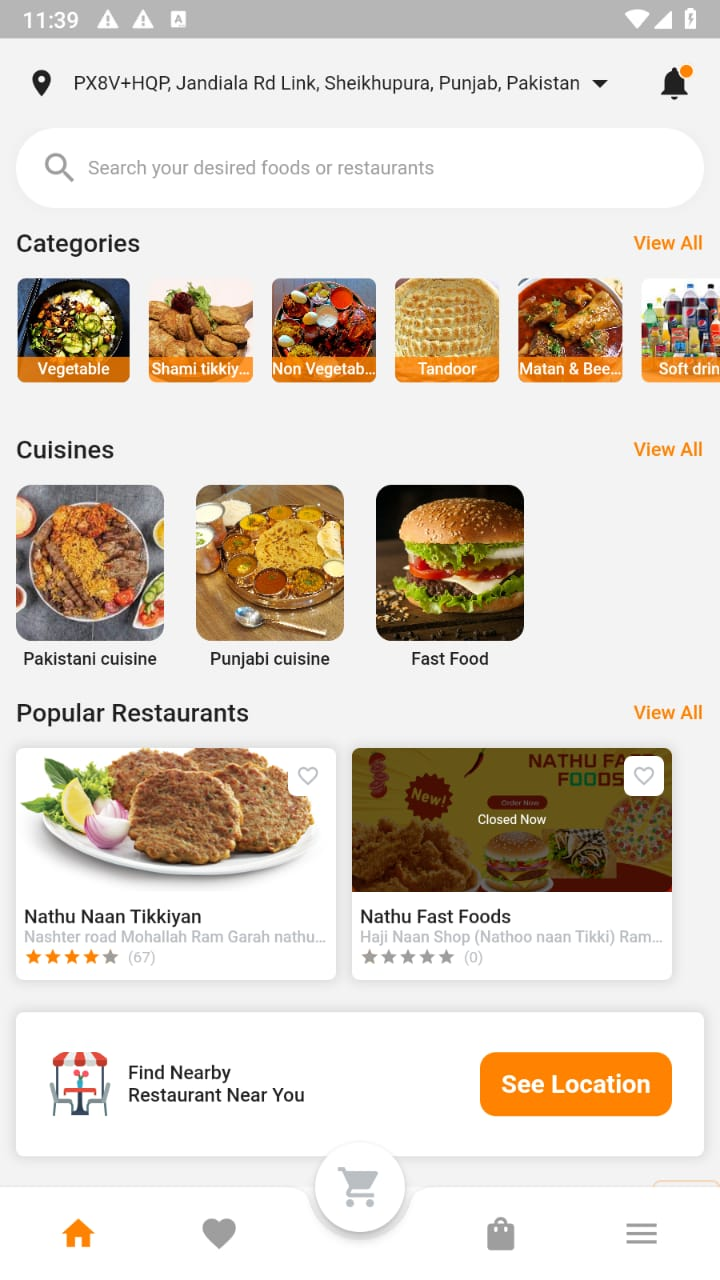 11:39
PX8V+HQP, Jandiala Rd Link, Sheikhupura, Punjab, Pakistan
Search your desired foods or restaurants
Categories
View All
Vegetable
Shami tikkiy...
Non Vegetab...
Tandoor
Matan & Bee...
Soft drin
Cuisines
View All
Pakistani cuisine
Punjabi cuisine
Fast Food
Popular Restaurants
View All
NATHU FA
FOODS
New!
Order Now
Closed Now
Nathu Naan Tikkiyan
Nashter road Mohallah Ram Garah nathu...
(67)
Nathu Fast Foods
Haji Naan Shop (Nathoo naan Tikki) Ram...
(0)
Find Nearby
Restaurant Near You
See Location